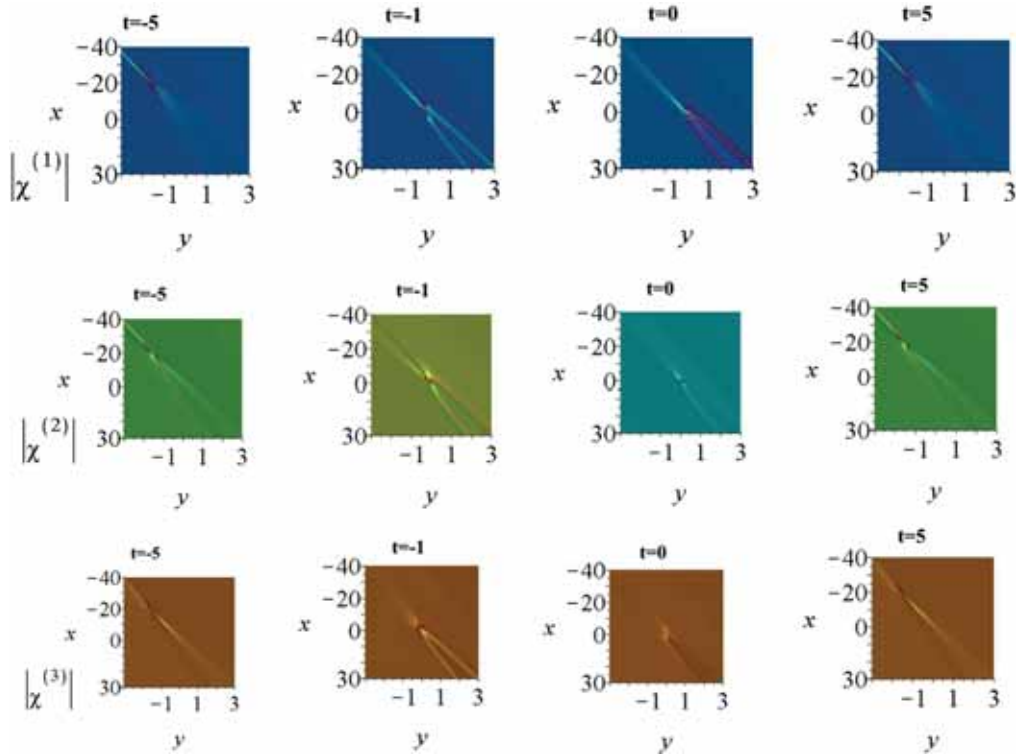 t=-5 t=-1 t=0 t=5
−40 −40 −40 −40
−20 −20 −20 −20
x 0 x 0 x 0 x 0
30 30 30 30
|χ^(1)|
−1 1 3 −1 1 3 −1 1 3 −1 1 3
y y y y
t=-5 t=-1 t=0 t=5
−40 −40 −40 −40
−20 −20 −20 −20
x 0 x 0 x 0 x 0
30 30 30 30
|χ^(2)|
−1 1 3 −1 1 3 −1 1 3 −1 1 3
y y y y
t=-5 t=-1 t=0 t=5
−40 −40 −40 −40
−20 −20 −20 −20
x 0 x 0 x 0 x 0
30 30 30 30
|χ^(3)|
−1 1 3 −1 1 3 −1 1 3 −1 1 3
y y y y